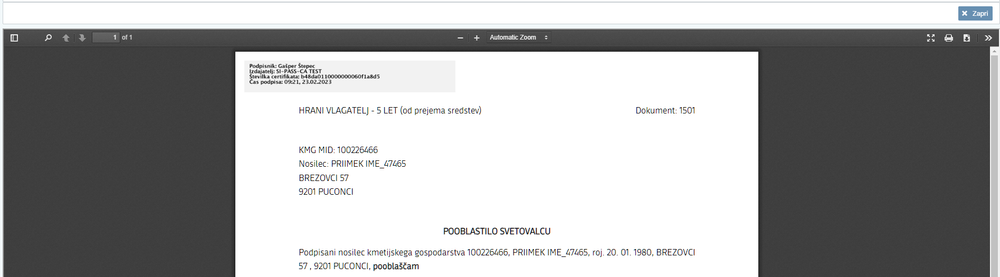 Zapri
1 of 1
Automatic Zoom
Podpisnik: Gašper Štepec
Izdajatelj: SI-PASS-CA TEST
Številka certifikata: b48da0110000000060f1a8d5
Čas podpisa: 09:21, 23.02.2023
HRANI VLAGATELJ - 5 LET (od prejema sredstev)
Dokument: 1501
KMG MID: 100226466
Nosilec: PRIIMEK IME_47465
BREZOVCI 57
9201 PUCONCI
POOBLASTILO SVETOVALCU
Podpisani nosilec kmetijskega gospodarstva 100226466, PRIIMEK IME_47465, roj. 20. 01. 1980, BREZOVCI
57 , 9201 PUCONCI, pooblaščam